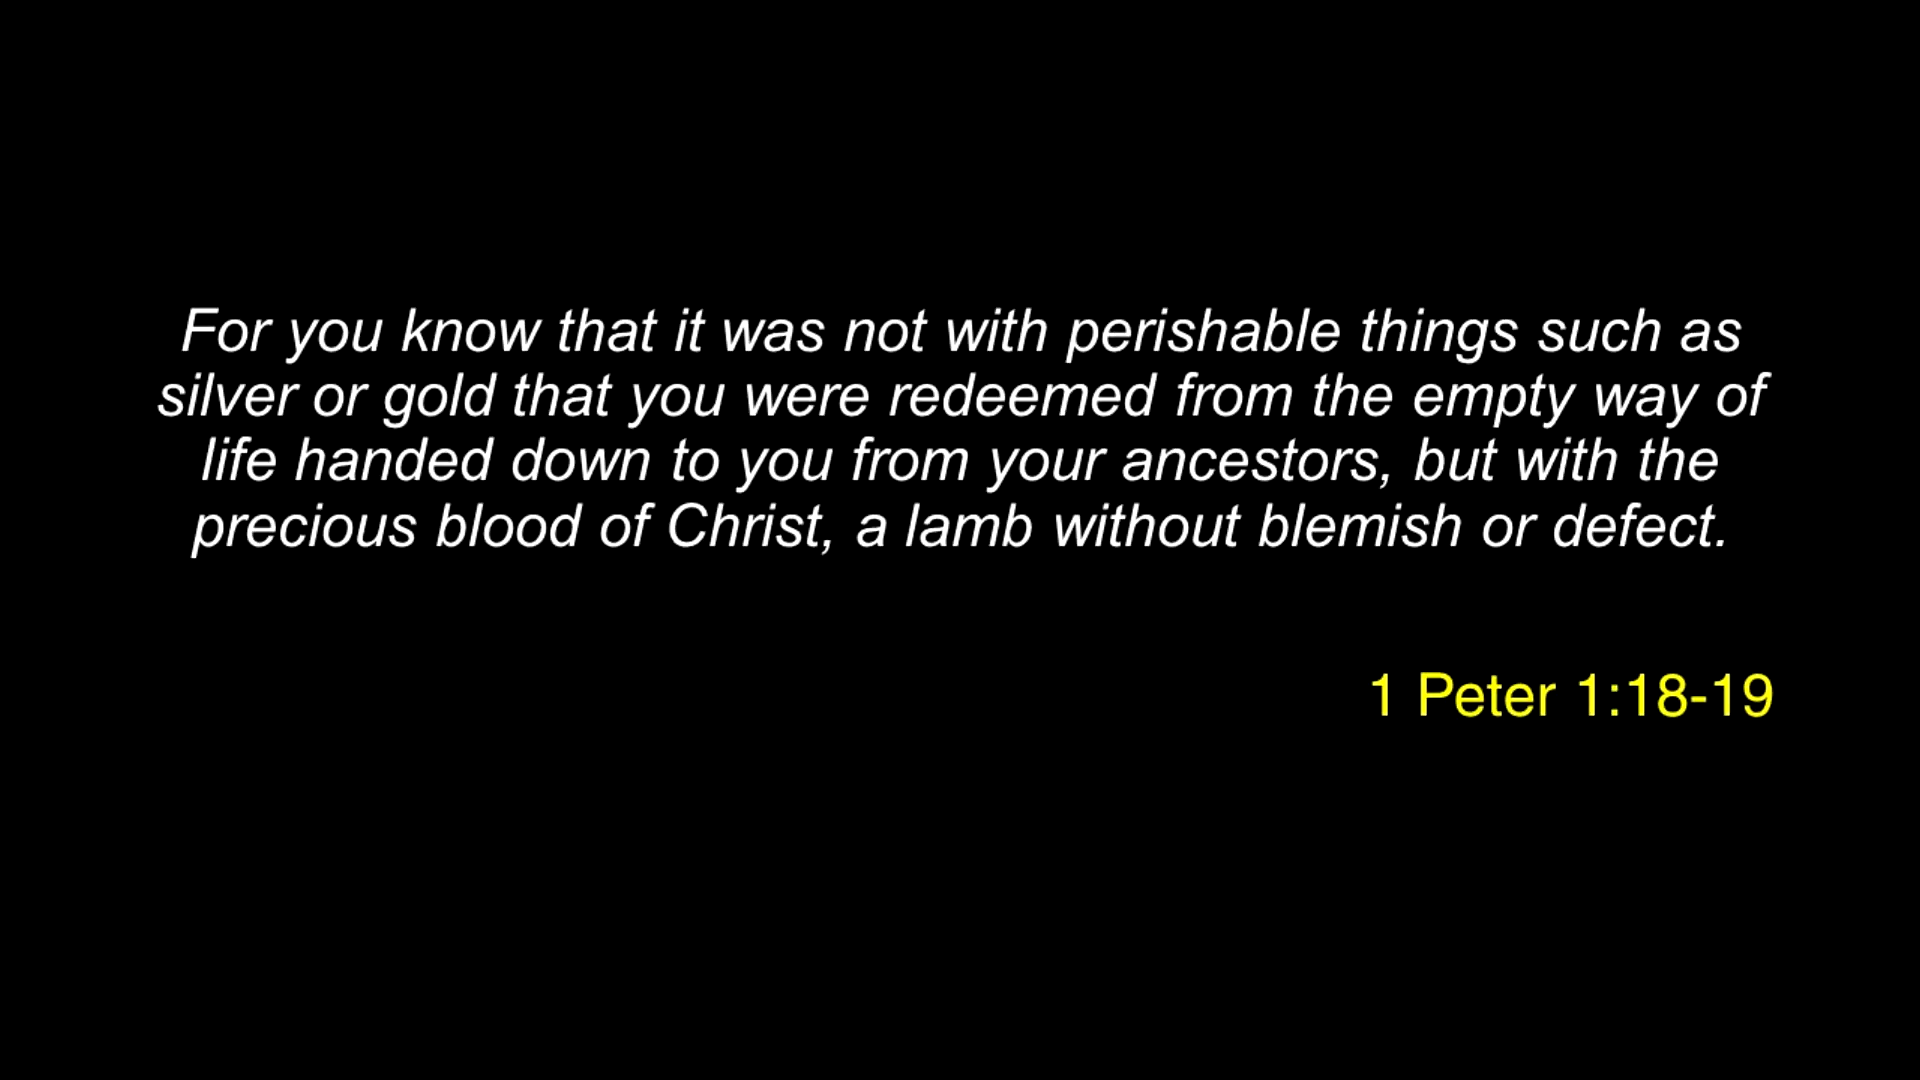 For you know that it was not with perishable things such as
silver or gold that you were redeemed from the empty way of
life handed down to you from your ancestors, but with the
precious blood of Christ, a lamb without blemish or defect.
1 Peter 1:18-19